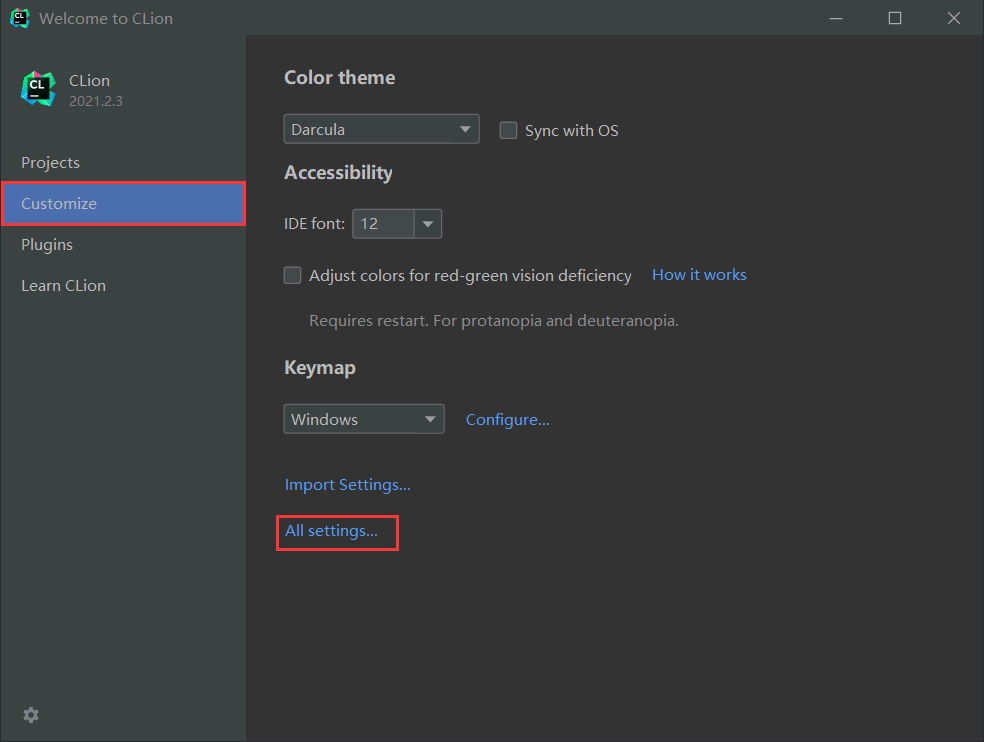 Welcome to CLion
CL
CLion
2021.2.3
Projects
Customize
Plugins
Learn CLion
Color theme
Darcula
Sync with OS
Accessibility
IDE font: 12
Adjust colors for red-green vision deficiency How it works
Requires restart. For protanopia and deuteranopia.
Keymap
Windows Configure...
Import Settings...
All settings...